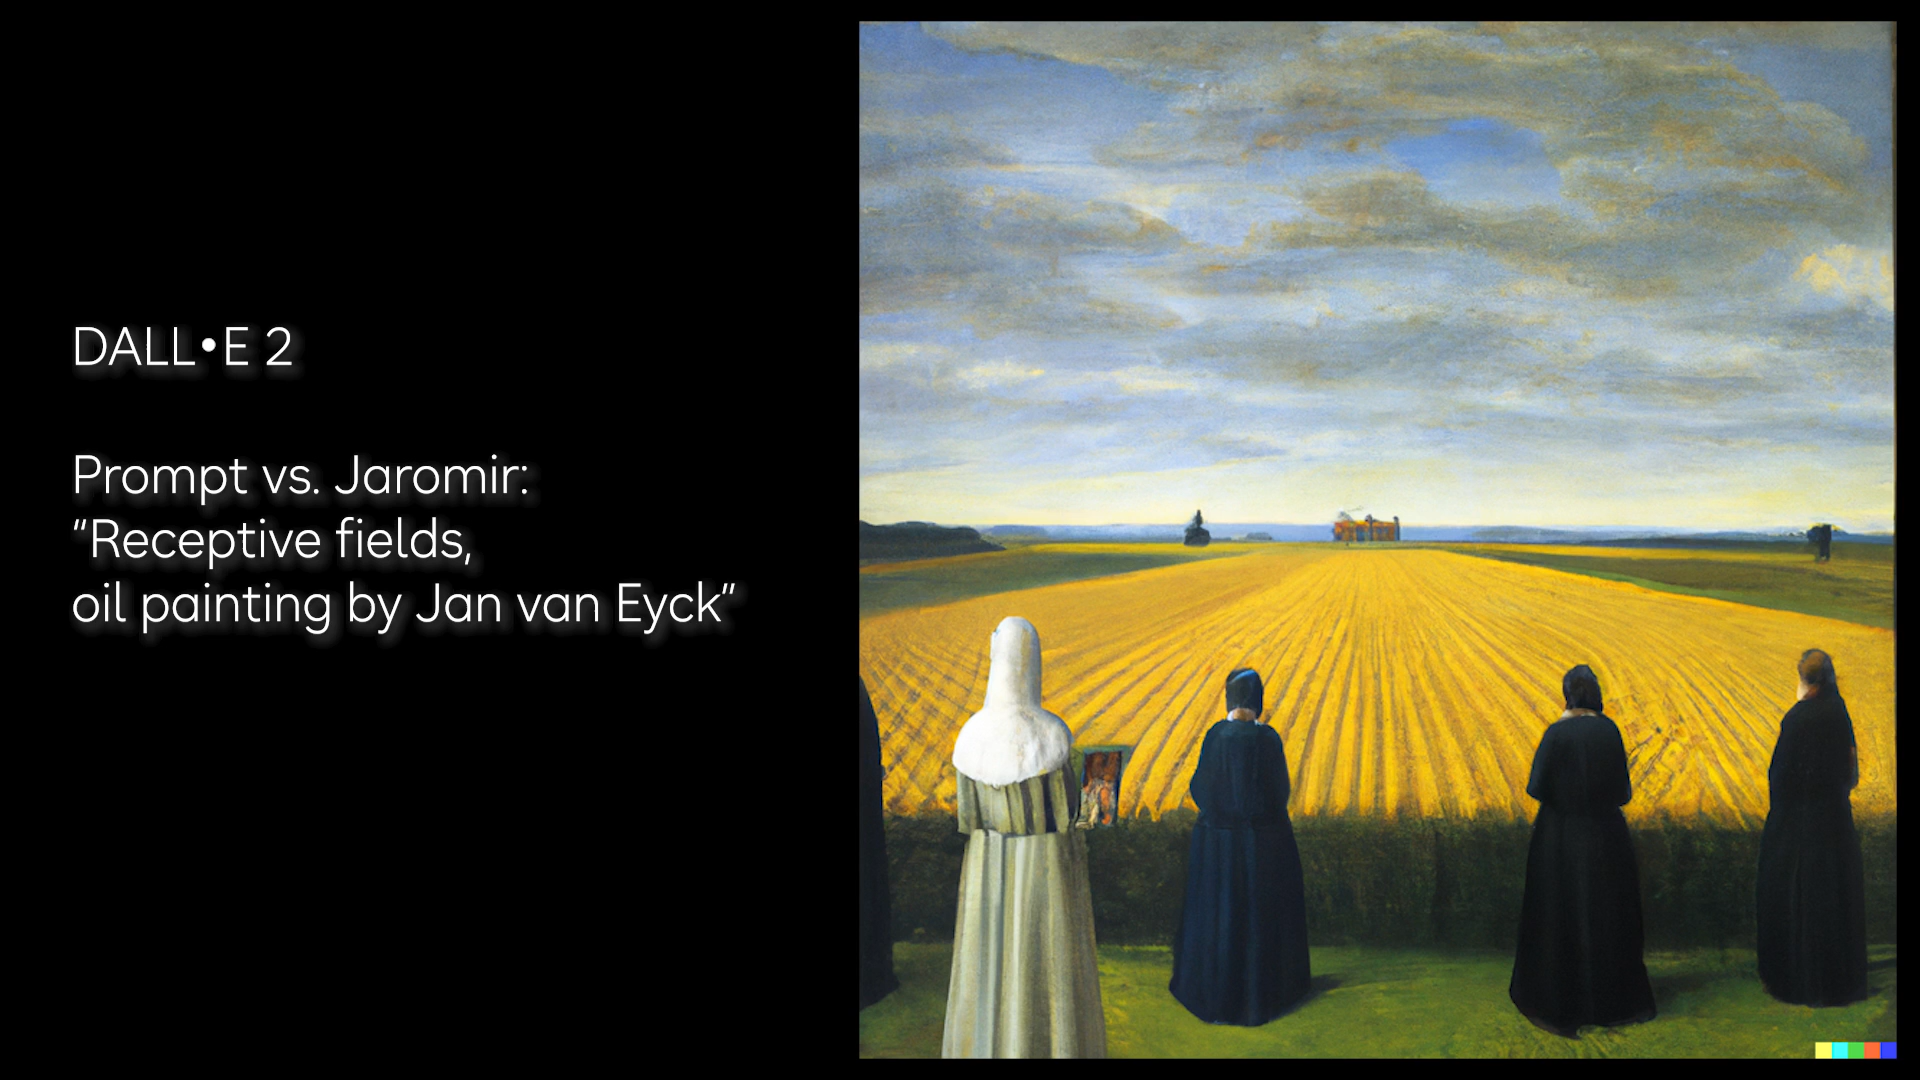 DALL•E 2
Prompt vs. Jaromir:
“Receptive fields,
oil painting by Jan van Eyck”